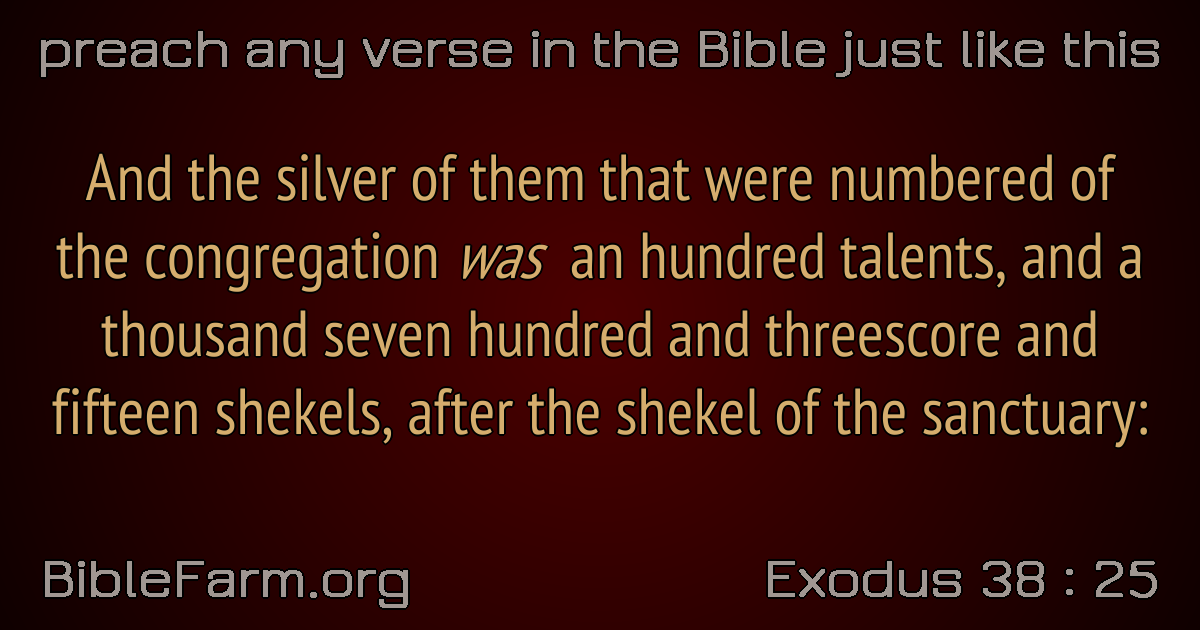 preach any verse in the Bible just like this
And the silver of them that were numbered of
the congregation was an hundred talents, and a
thousand seven hundred and threescore and
fifteen shekels, after the shekel of the sanctuary:
BibleFarm.org
Exodus 38 : 25